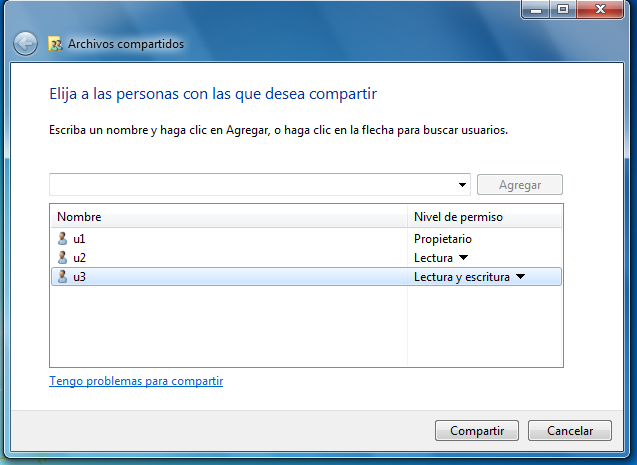 Archivos compartidos
Elija a las personas con las que desea compartir
Escriba un nombre y haga clic en Agregar, o haga clic en la flecha para buscar usuarios.
Agregar
Nombre Nivel de permiso
u1 Propietario
u2 Lectura
u3 Lectura y escritura
Tengo problemas para compartir
Compartir Cancelar